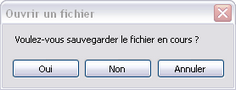 Ouvrir un fichier
Voulez-vous sauvegarder le fichier en cours ?
Oui
Non
Annuler